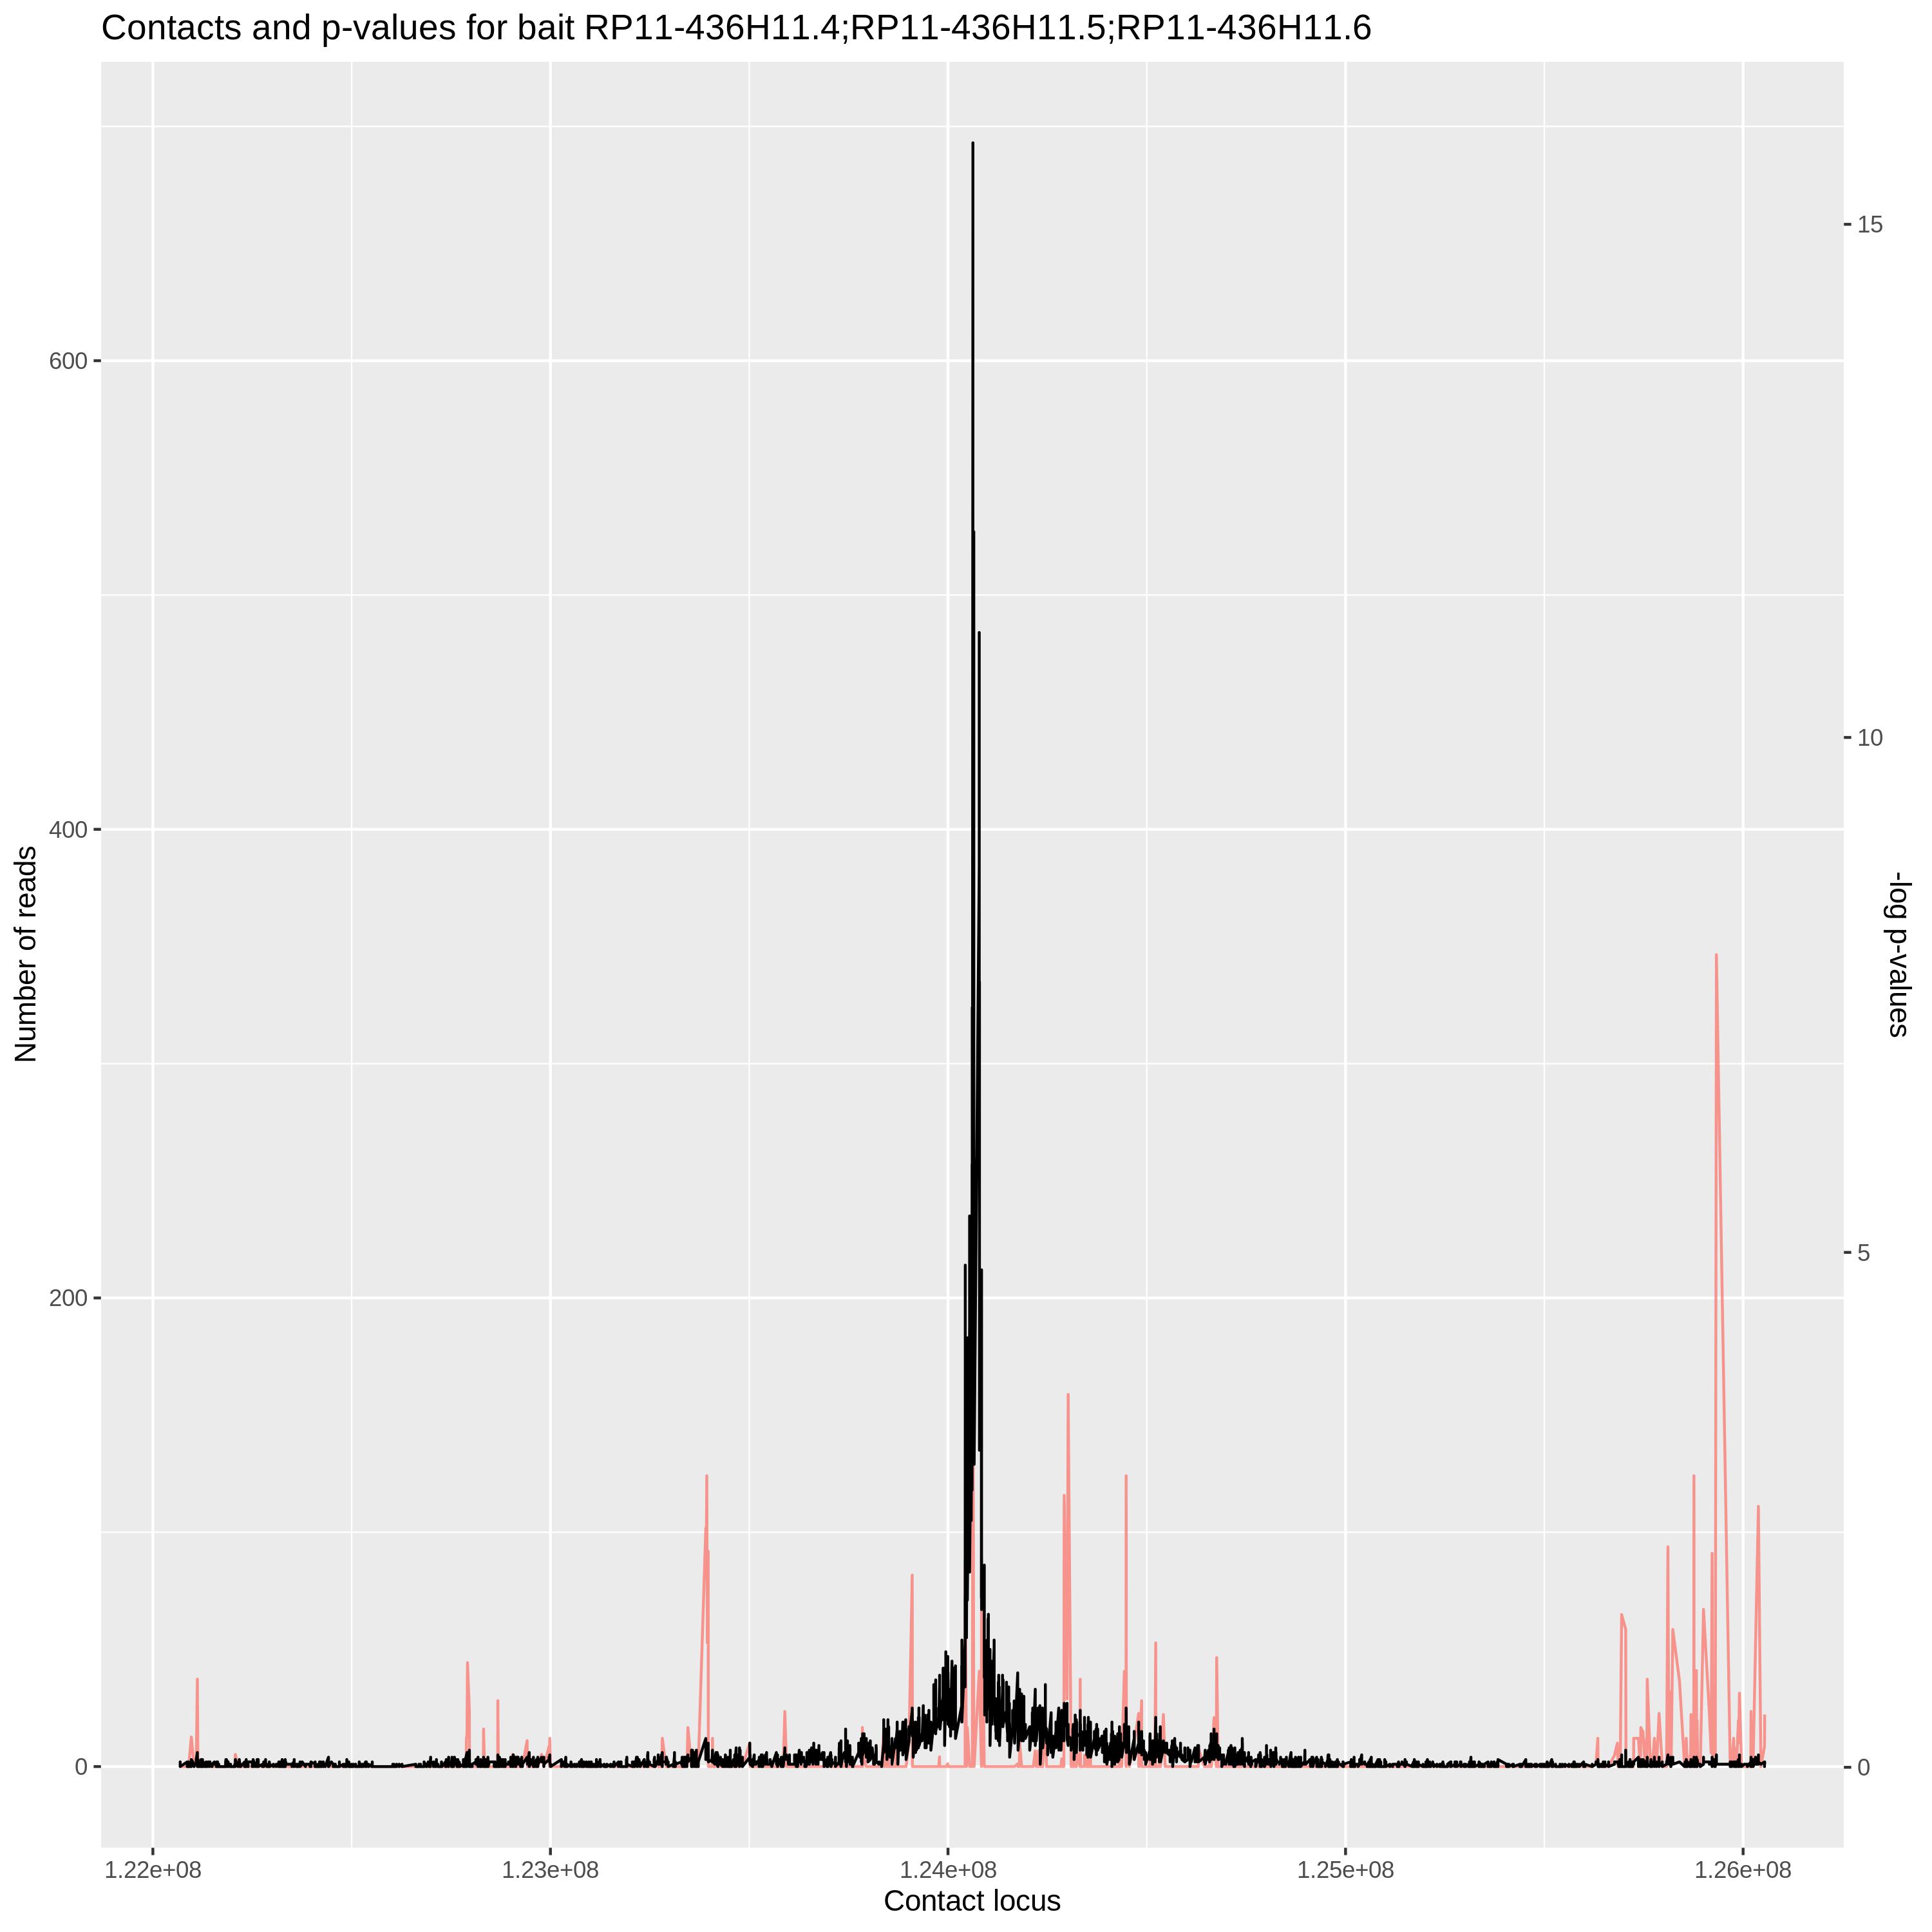 Contacts and p-values for bait RP11-436H11.4;RP11-436H11.5;RP11-436H11.6
Number of reads
600
400
200
0
15
10
5
0
-log p-values
1.22e+08 1.23e+08 1.24e+08 1.25e+08 1.26e+08
Contact locus